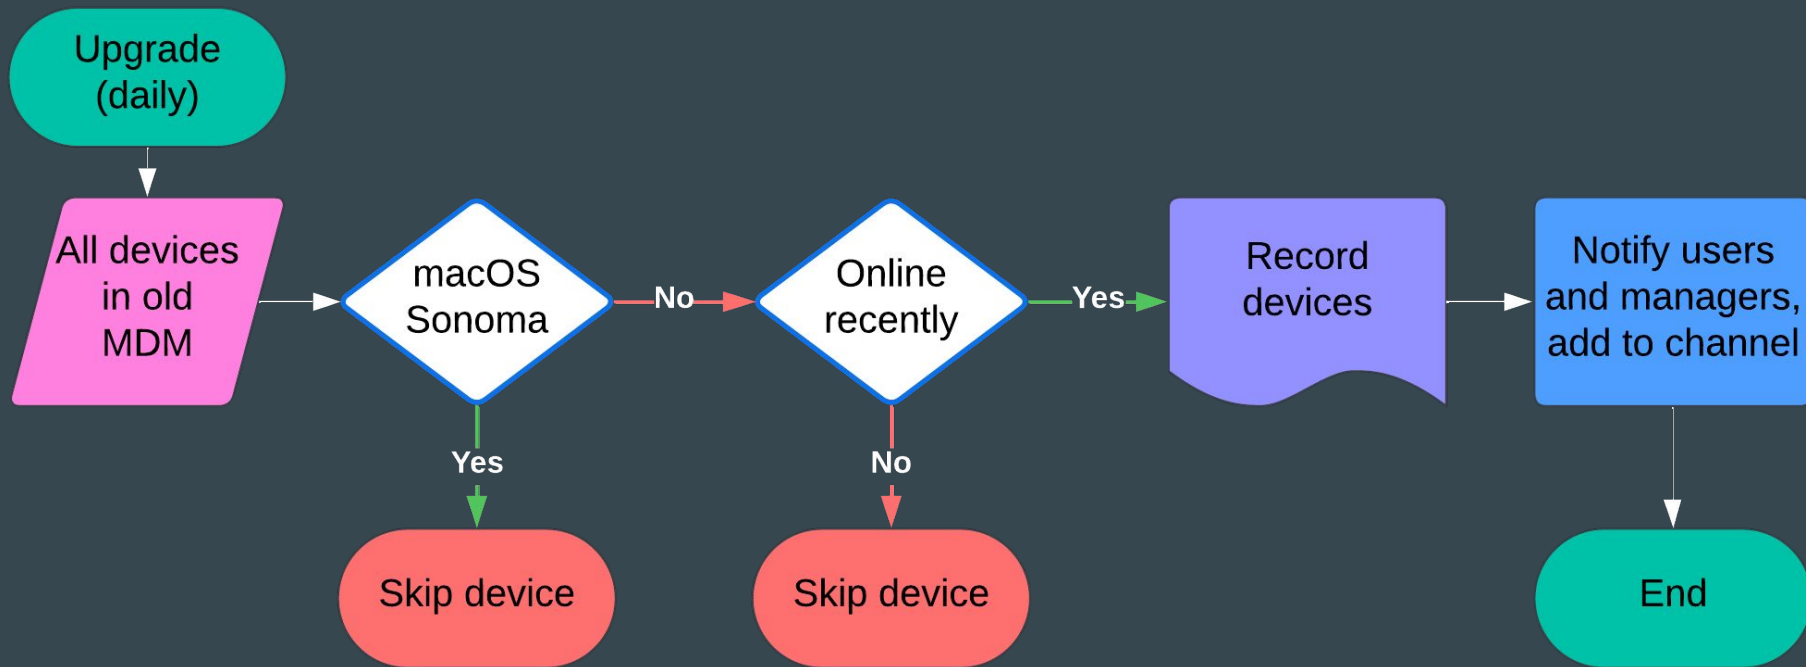 Upgrade
(daily)
All devices
in old
MDM
macOS
Sonoma
No
Online
recently
Yes
Record
devices
Notify users
and managers,
add to channel
Yes
No
Skip device
Skip device
End